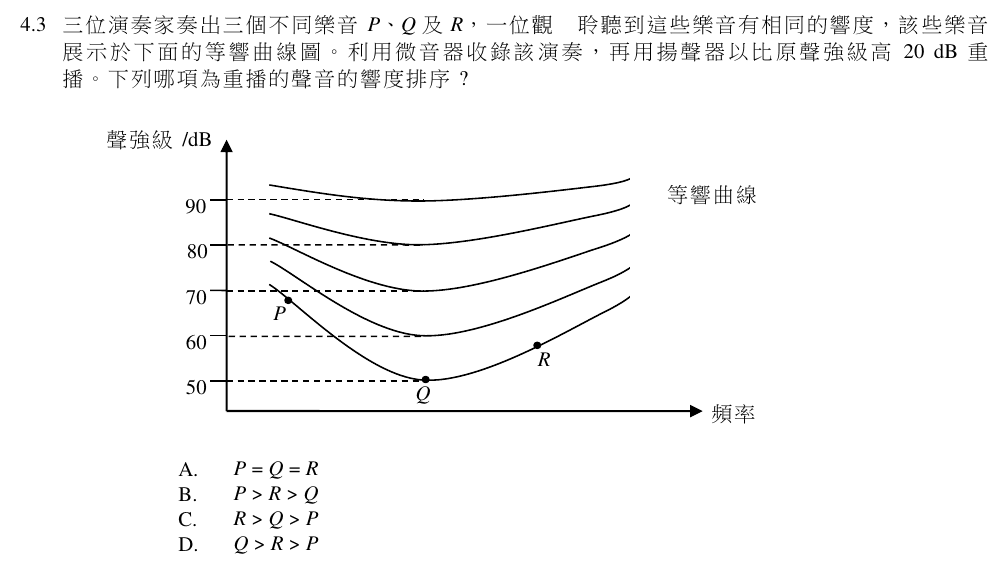 4.3 三位演奏家奏出三個不同樂音 P、Q 及 R，一位觀　聆聽到這些樂音有相同的響度，該些樂音
展示於下面的等響曲線圖。利用微音器收錄該演奏，再用揚聲器以比原聲強級高 20 dB 重
播。下列哪項為重播的聲音的響度排序？
聲強級 /dB
等響曲線
90
80
70
P
60
R
50
Q
頻率
A. P = Q = R
B. P > R > Q
C. R > Q > P
D. Q > R > P